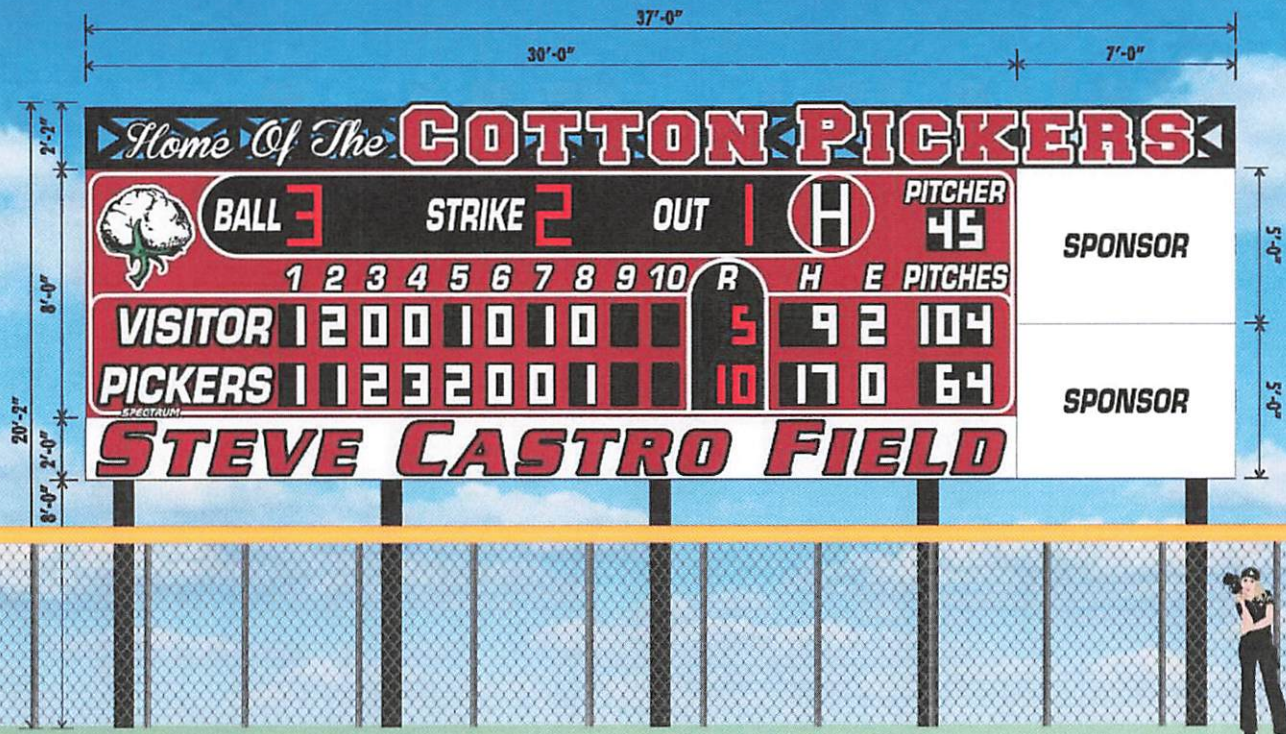 37'-0"
30'-0" 7'-0"
2'-2"
Home Of The COTTON PICKERS
BALL 3 STRIKE 2 OUT 1 H PITCHER
45
SPONSOR
5'-0"
8'-0"
1 2 3 4 5 6 7 8 9 10 R H E PITCHES
VISITOR 1 2 0 0 1 0 1 0 5 9 2 104
PICKERS 1 1 2 3 2 0 0 1 10 17 0 64
SPECTRUM
SPONSOR
5'-0"
20'-2"
2'-0"
STEVE CASTRO FIELD
8'-0"